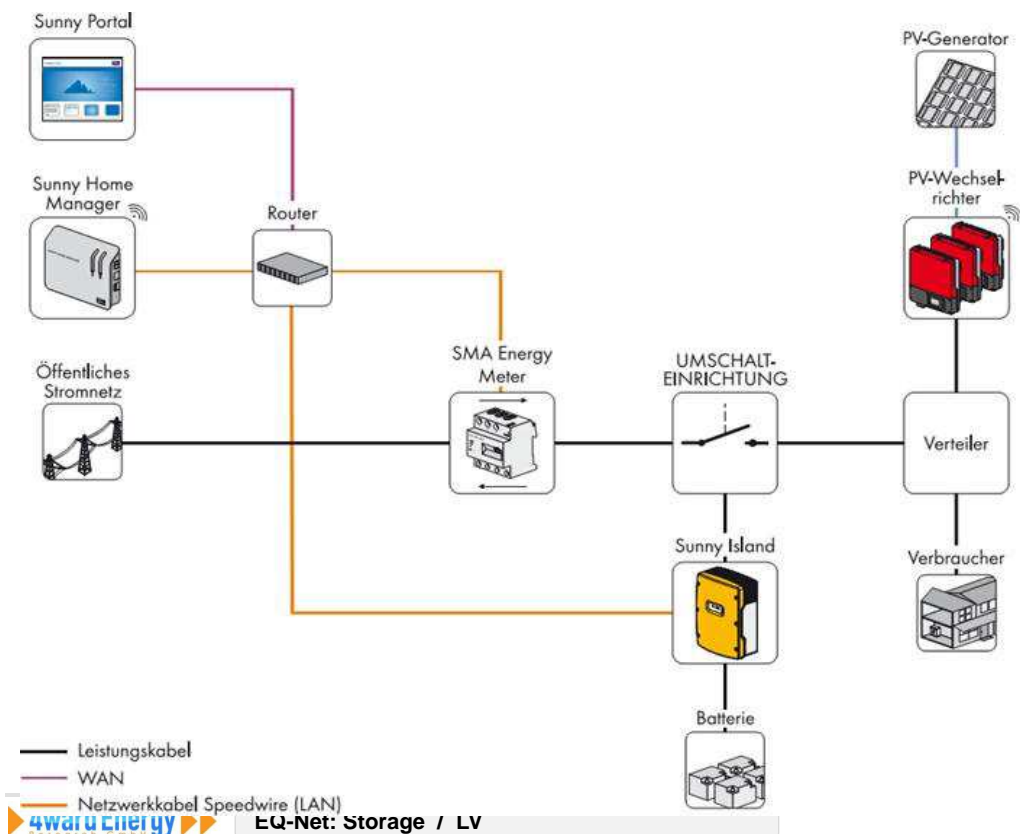 Sunny Portal
PV-Generator
Sunny Home
Manager
Router
PV-Wechsel-
richter
SMA Energy
Meter
UMSCHALT-
EINRICHTUNG
Öffentliches
Stromnetz
Verteiler
Sunny Island
Verbraucher
Batterie
Leistungskabel
WAN
Netzwerkkabel Speedwire (LAN)
4ward Energy
EQ-Net: Storage / LV